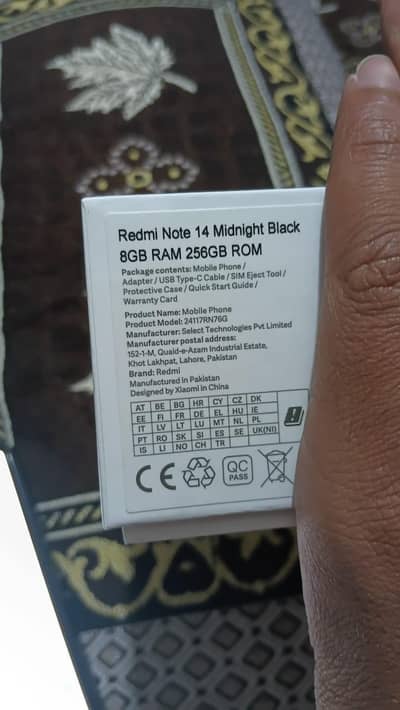 Redmi Note 14 Midnight Black
8GB RAM 256GB ROM
Package contents: Mobile Phone /
Adapter / USB Type-C Cable / SIM Eject Tool /
Protective Case / Quick Start Guide /
Warranty Card
Product Name: Mobile Phone
Product Model: 24117RN76G
Manufacturer: Select Technologies Pvt Limited
Manufacturer postal address:
152-1-M, Quaid-e-Azam Industrial Estate,
Khot Lakhpat, Lahore, Pakistan
Brand: Redmi
Manufactured in Pakistan
Designed by Xiaomi in China
AT BE BG HR CY CZ DK
EE FI FR DE EL HU IE
IT LV LT LU MT NL PL
PT RO SK SI ES SE UK(NI)
IS LI NO CH TR
CE
QC
PASS